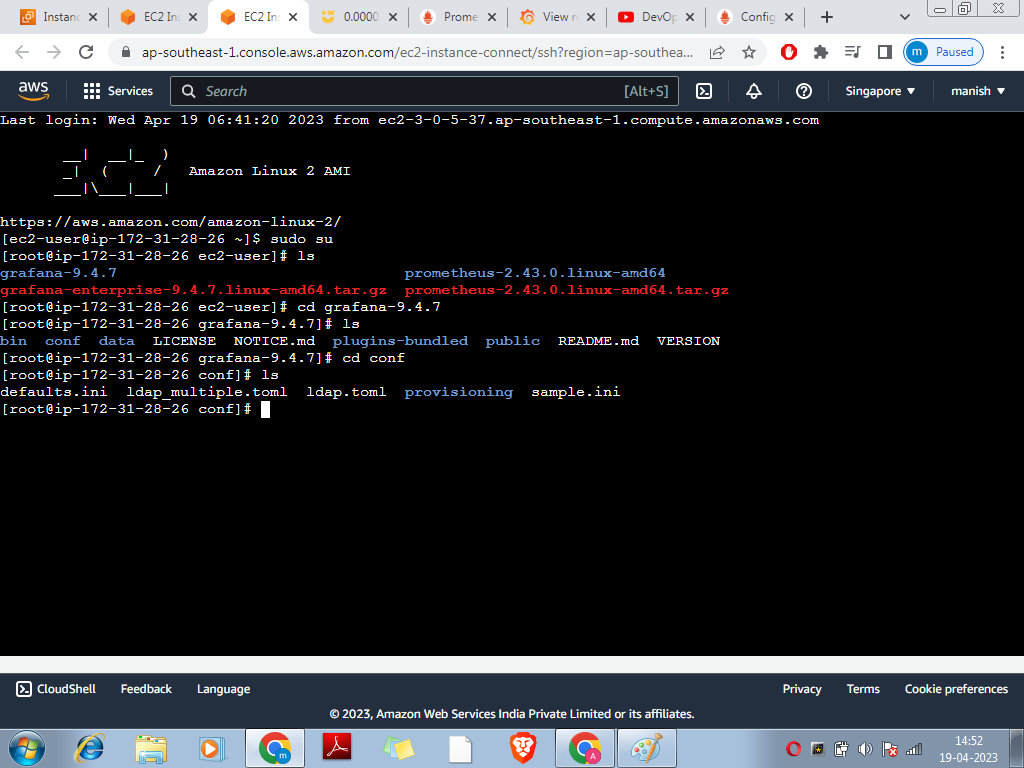 Instanc
EC2 In
EC2 In
0.0000
Prome
View r
DevOp
Config
ap-southeast-1.console.aws.amazon.com/ec2-instance-connect/ssh?region=ap-southea...
m
Paused
aws
Services
Search
[Alt+S]
Singapore
manish
Last login: Wed Apr 19 06:41:20 2023 from ec2-3-0-5-37.ap-southeast-1.compute.amazonaws.com
       __|  __|_  )
       _|  (     /   Amazon Linux 2 AMI
      ___|\___|___|
https://aws.amazon.com/amazon-linux-2/
[ec2-user@ip-172-31-28-26 ~]$ sudo su
[root@ip-172-31-28-26 ec2-user]# ls
grafana-9.4.7                                prometheus-2.43.0.linux-amd64
grafana-enterprise-9.4.7.linux-amd64.tar.gz  prometheus-2.43.0.linux-amd64.tar.gz
[root@ip-172-31-28-26 ec2-user]# cd grafana-9.4.7
[root@ip-172-31-28-26 grafana-9.4.7]# ls
bin  conf  data  LICENSE  NOTICE.md  plugins-bundled  public  README.md  VERSION
[root@ip-172-31-28-26 grafana-9.4.7]# cd conf
[root@ip-172-31-28-26 conf]# ls
defaults.ini  ldap_multiple.toml  ldap.toml  provisioning  sample.ini
[root@ip-172-31-28-26 conf]#
CloudShell
Feedback
Language
Privacy
Terms
Cookie preferences
© 2023, Amazon Web Services India Private Limited or its affiliates.
m
A
14:52
19-04-2023